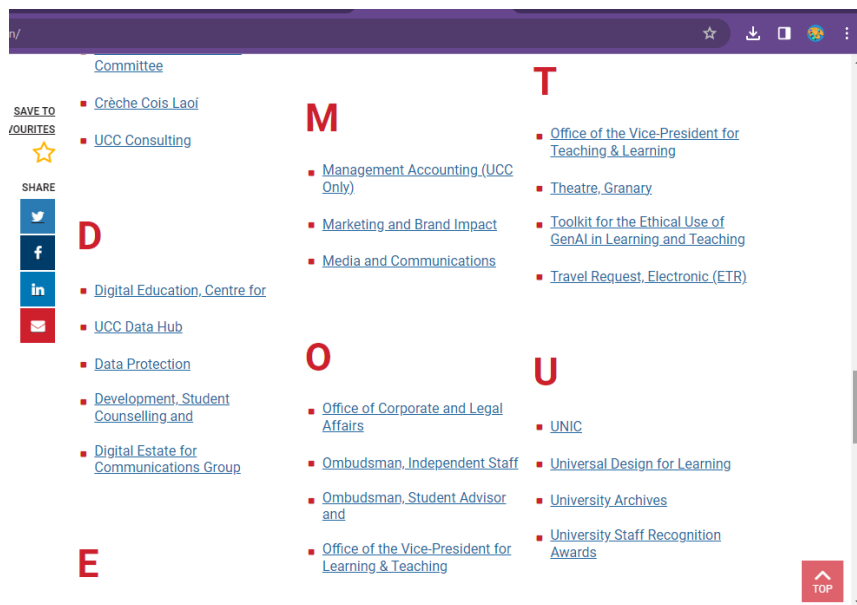 n/
SAVE TO
VOURITES
SHARE
Committee
Crèche Cois Laoí
UCC Consulting
D
Digital Education, Centre for
UCC Data Hub
Data Protection
Development, Student
Counselling and
Digital Estate for
Communications Group
E
M
Management Accounting (UCC
Only)
Marketing and Brand Impact
Media and Communications
O
Office of Corporate and Legal
Affairs
Ombudsman, Independent Staff
Ombudsman, Student Advisor
and
Office of the Vice-President for
Learning & Teaching
T
Office of the Vice-President for
Teaching & Learning
Theatre, Granary
Toolkit for the Ethical Use of
GenAI in Learning and Teaching
Travel Request, Electronic (ETR)
U
UNIC
Universal Design for Learning
University Archives
University Staff Recognition
Awards
TOP